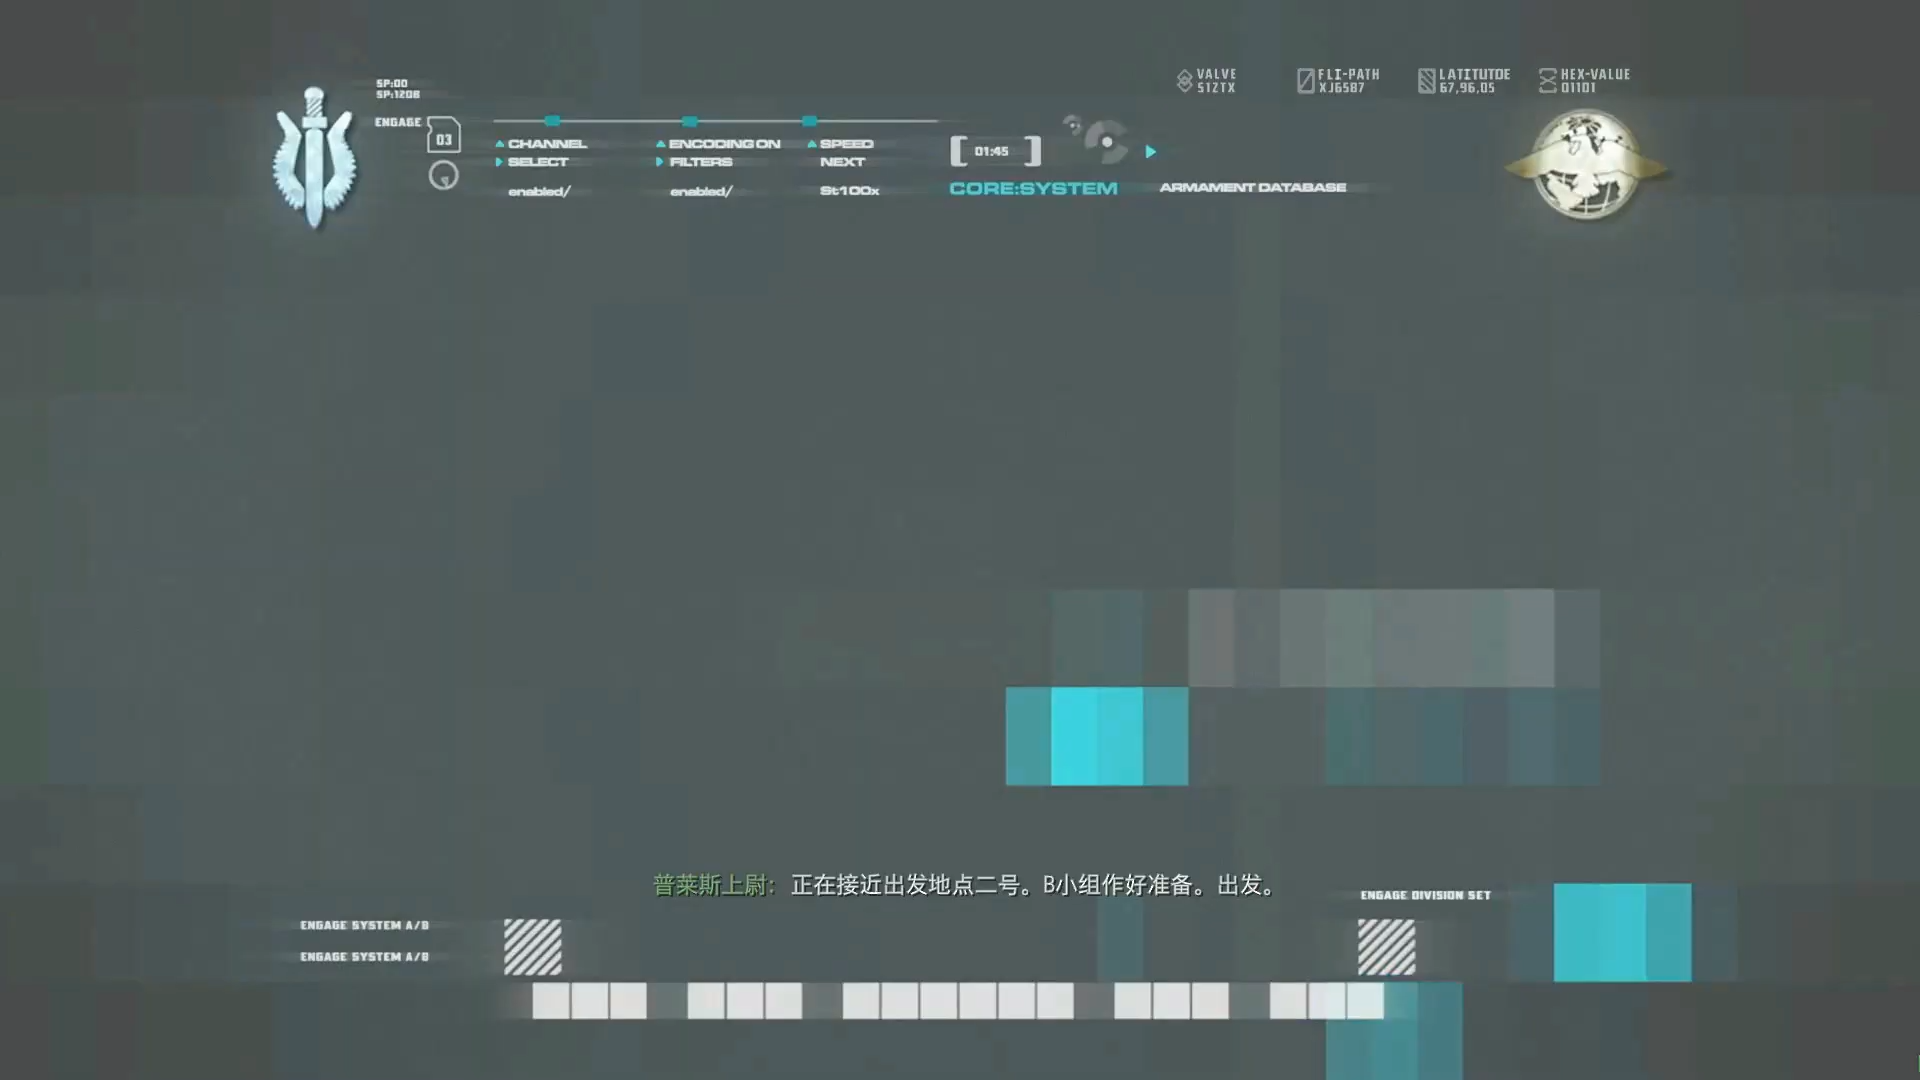 SP:00
SP:120B
ENGAGE
03
CHANNEL
SELECT
enabled/
ENCODING ON
FILTERS
enabled/
SPEED
NEXT
St100x
01:45
CORE:SYSTEM
ARMAMENT DATABASE
VALVE
S12TX
FLI-PATH
XJ6587
LATITUTDE
67,96,05
HEX-VALUE
01101
普莱斯上尉：正在接近出发地点二号。B小组作好准备。出发。
ENGAGE DIVISION SET
ENGAGE SYSTEM A/B
ENGAGE SYSTEM A/B